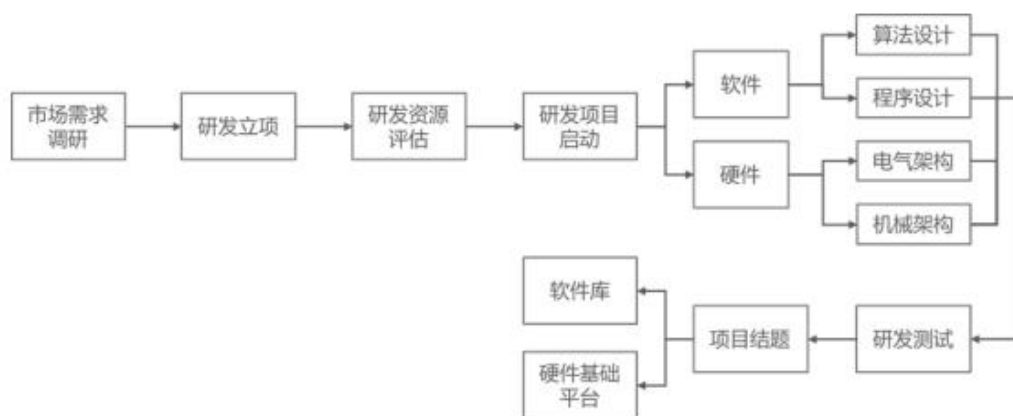 市场需求
调研
研发立项
研发资源
评估
研发项目
启动
软件
硬件
算法设计
程序设计
电气架构
机械架构
研发测试
项目结题
软件库
硬件基础
平台